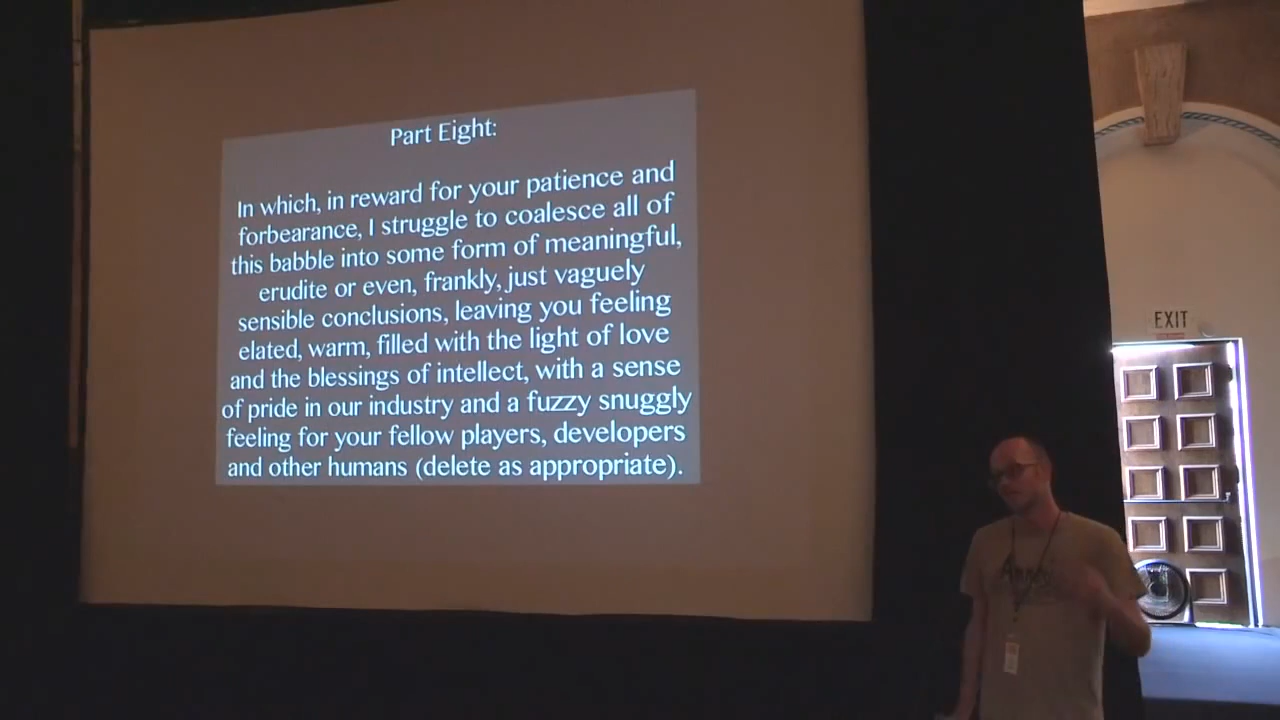 Part Eight:
In which, in reward for your patience and
forbearance, I struggle to coalesce all of
this babble into some form of meaningful,
erudite or even, frankly, just vaguely
sensible conclusions, leaving you feeling
elated, warm, filled with the light of love
and the blessings of intellect, with a sense
of pride in our industry and a fuzzy snuggly
feeling for your fellow players, developers
and other humans (delete as appropriate).
EXIT